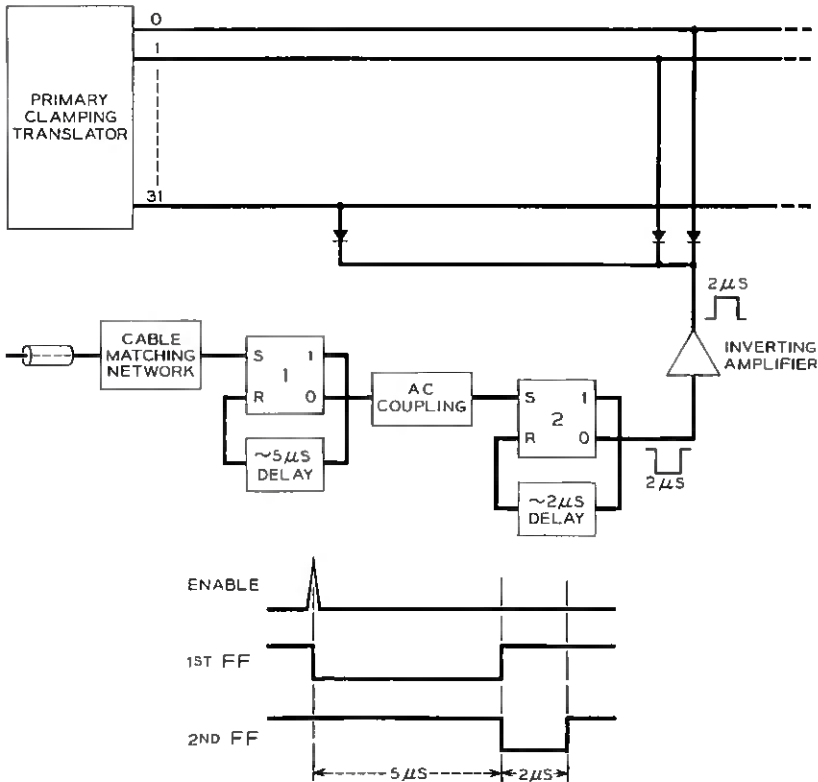 0
1
PRIMARY
CLAMPING
TRANSLATOR
31
2μS
INVERTING
AMPLIFIER
CABLE
MATCHING
NETWORK
S 1
1
R 0
~5μS
DELAY
AC
COUPLING
S 1
2
R 0
~2μS
DELAY
2μS
ENABLE
1ST FF
2ND FF
5μS
2μS